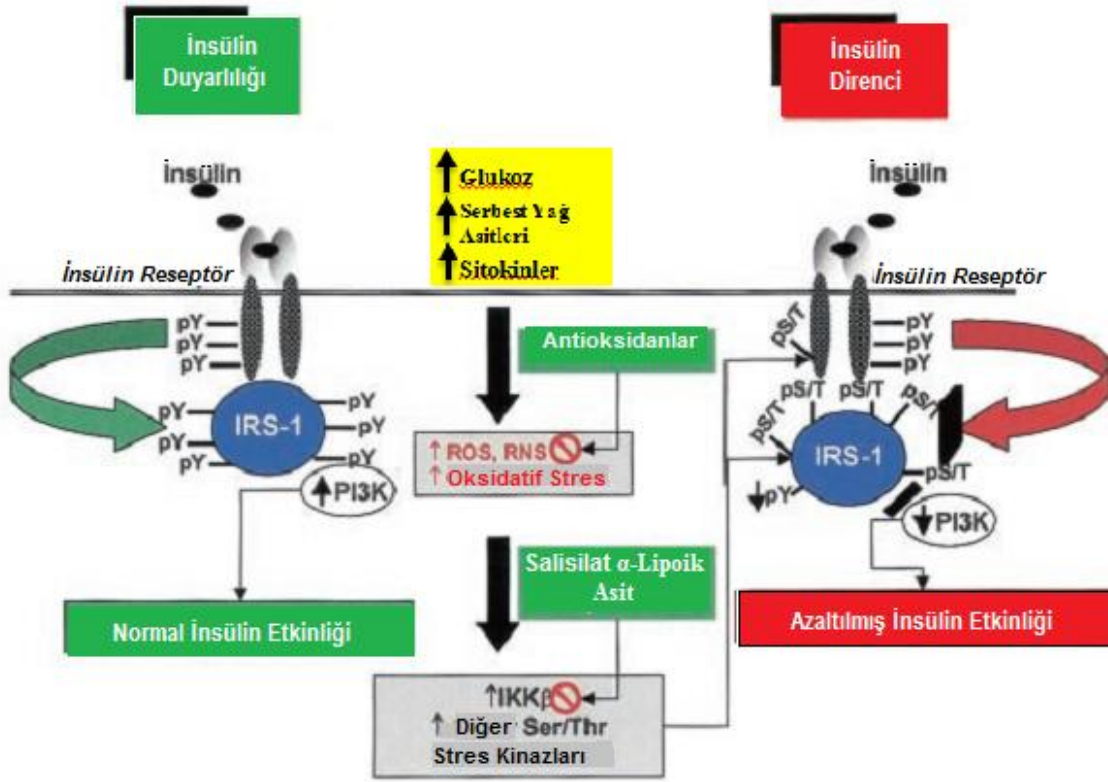 İnsülin
Duyarlılığı
İnsülin
Direnci
İnsülin
Glukoz
Serbest Yağ
Asitleri
Sitokinler
İnsülin
İnsülin Reseptör
İnsülin Reseptör
pY
pY
pY
Antioksidanlar
pS/T
pY
pY
pY
pY
pY
pY
IRS-1
pY
pY
pY
↑PI3K
↑ROS, RNS
↑Oksidatif Stres
pS/T
pS/T
pS/T
pS/T
IRS-1
pS/T
↓pY
↓PI3K
Salisilat α-Lipoik
Asit
Normal İnsülin Etkinliği
Azaltılmış İnsülin Etkinliği
↑IKKβ
↑ Diğer Ser/Thr
Stres Kinazları